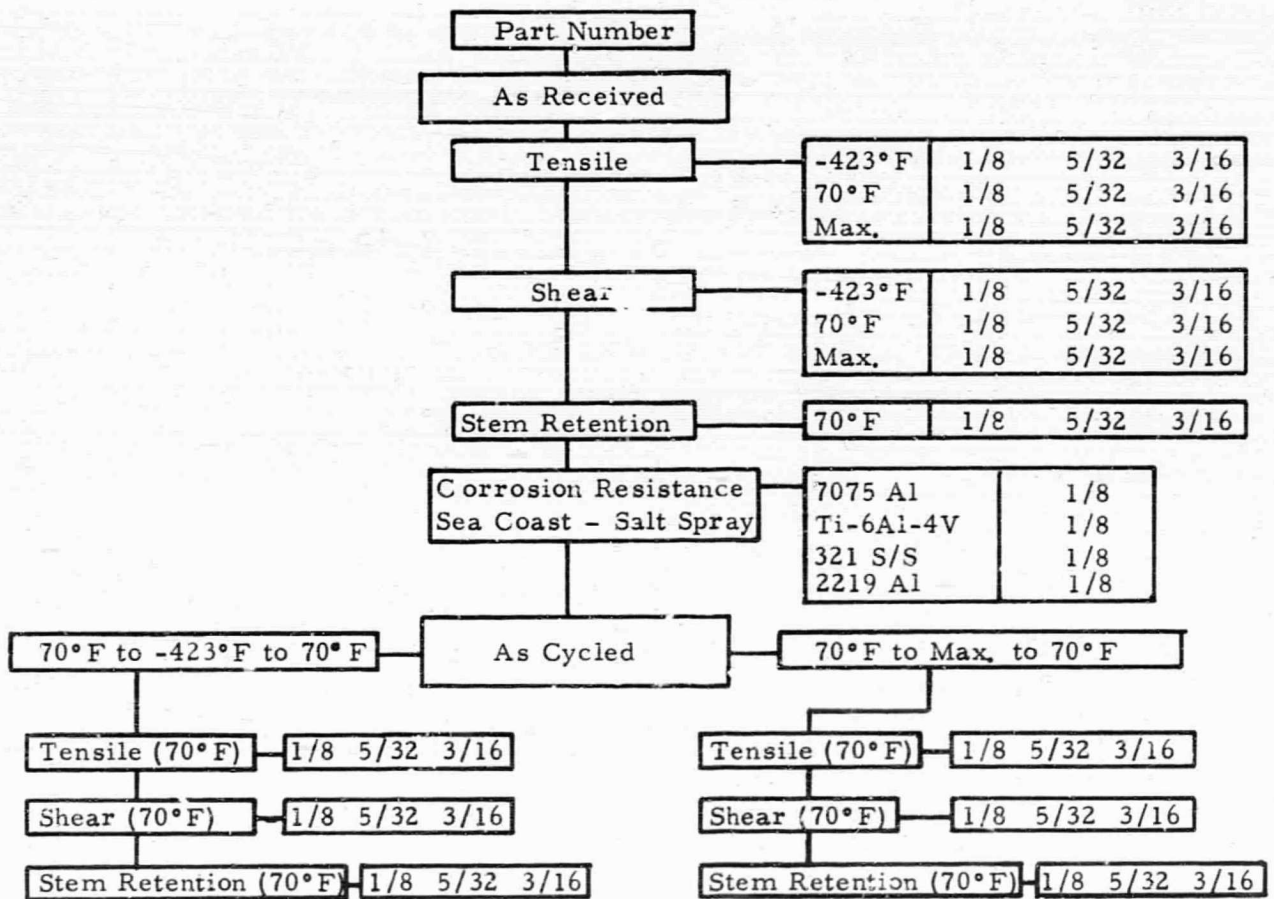 Part Number
As Received
Tensile
-423°F 1/8 5/32 3/16
70°F 1/8 5/32 3/16
Max. 1/8 5/32 3/16
Shear
-423°F 1/8 5/32 3/16
70°F 1/8 5/32 3/16
Max. 1/8 5/32 3/16
Stem Retention
70°F 1/8 5/32 3/16
Corrosion Resistance
Sea Coast - Salt Spray
7075 Al 1/8
Ti-6Al-4V 1/8
321 S/S 1/8
2219 Al 1/8
70°F to -423°F to 70°F
As Cycled
70°F to Max. to 70°F
Tensile (70°F) 1/8 5/32 3/16
Shear (70°F) 1/8 5/32 3/16
Stem Retention (70°F) 1/8 5/32 3/16
Tensile (70°F) 1/8 5/32 3/16
Shear (70°F) 1/8 5/32 3/16
Stem Retention (70°F) 1/8 5/32 3/16